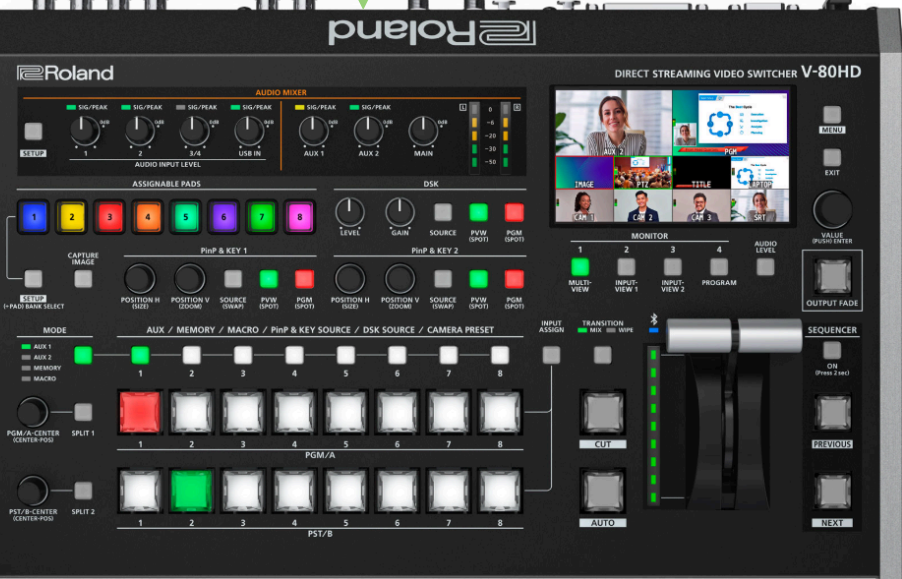 Roland
Roland
DIRECT STREAMING VIDEO SWITCHER V-80HD
AUDIO MIXER
SIG/PEAK SIG/PEAK SIG/PEAK SIG/PEAK SIG/PEAK SIG/PEAK
L R
0dB 0dB 0dB 0dB 0dB 0dB
0
-6
-20
-30
-50
SETUP
1 2 3/4 USB IN AUX 1 AUX 2 MAIN
AUDIO INPUT LEVEL
AUX 2 PGM
IMAGE PTZ TITLE LAPTOP
CAM 1 CAM 2 CAM 3 SRT
MENU
EXIT
VALUE
(PUSH) ENTER
OUTPUT FADE
ASSIGNABLE PADS
1 2 3 4 5 6 7 8
DSK
LEVEL GAIN SOURCE PVW (SPOT) PGM (SPOT)
CAPTURE IMAGE
SETUP
(+PAD) BANK SELECT
PinP & KEY 1
POSITION H (SIZE) POSITION V (ZOOM) SOURCE (SWAP) PVW (SPOT) PGM (SPOT)
PinP & KEY 2
POSITION H (SIZE) POSITION V (ZOOM) SOURCE (SWAP) PVW (SPOT) PGM (SPOT)
MONITOR
1 2 3 4
MULTI-VIEW INPUT-VIEW 1 INPUT-VIEW 2 PROGRAM
AUDIO LEVEL
MODE
AUX 1
AUX 2
MEMORY
MACRO
AUX / MEMORY / MACRO / PinP & KEY SOURCE / DSK SOURCE / CAMERA PRESET
1 2 3 4 5 6 7 8
INPUT ASSIGN
TRANSITION
MIX WIPE
SEQUENCER
ON
(Press 2 sec)
PREVIOUS
NEXT
PGM/A-CENTER
(CENTER-POS)
SPLIT 1
1 2 3 4 5 6 7 8
PGM/A
CUT
PST/B-CENTER
(CENTER-POS)
SPLIT 2
1 2 3 4 5 6 7 8
PST/B
AUTO